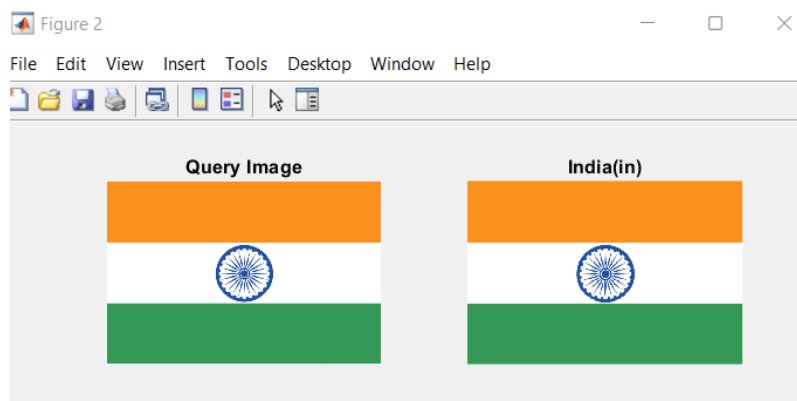 Figure 2
File Edit View Insert Tools Desktop Window Help
Query Image India(in)